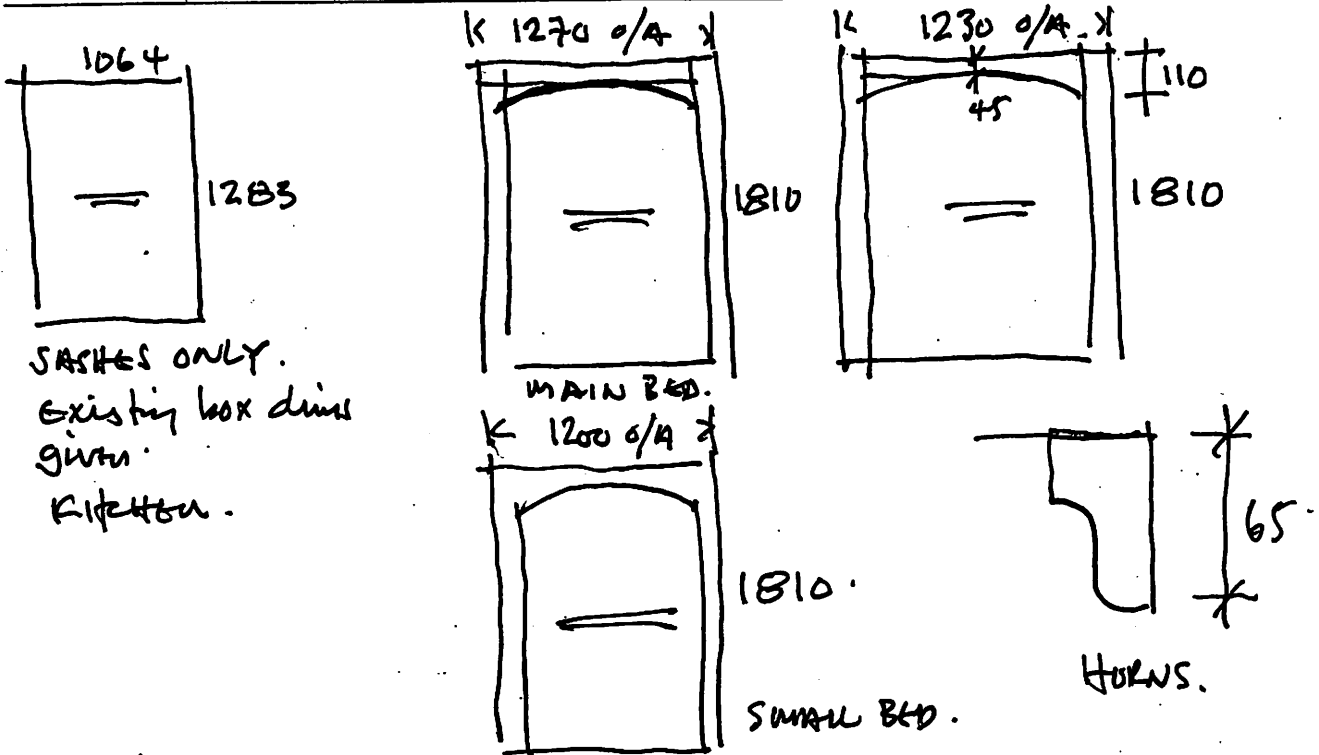 1064
1283
SASHES ONLY.
Existing box dims
given.
KITCHEN.
1270 O/A
1810
MAIN BED.
1230 O/A
110
45
1810
1200 O/A
1810.
SMALL BED.
65.
HORNS.